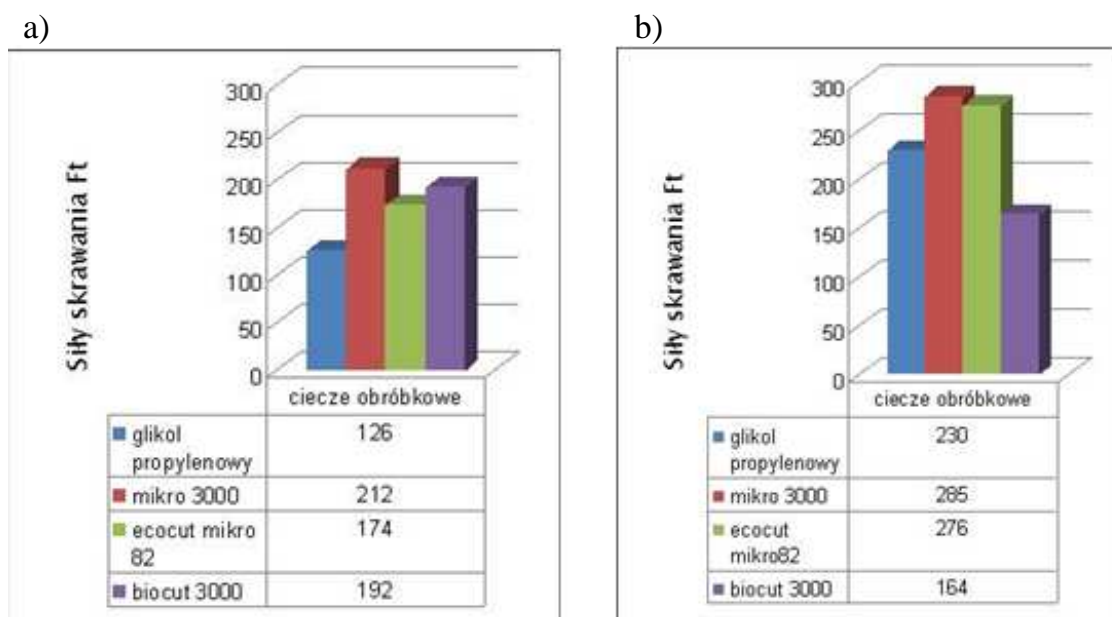 a)
Siły skrawania Ft
300
250
200
150
100
50
0
ciecze obróbkowe
glikol
propylenowy
126
mikro 3000
212
ecocut mikro
82
174
biocut 3000
192
b)
Siły skrawania Ft
300
250
200
150
100
50
0
ciecze obróbkowe
glikol
propylenowy
230
mikro 3000
285
ecocut
mikro82
276
biocut 3000
164